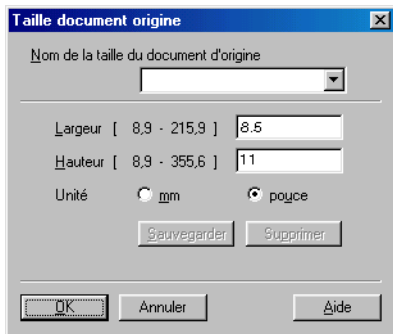 Taille document origine
Nom de la taille du document d'origine
Largeur [ 8,9 - 215,9 ] 8.5
Hauteur [ 8,9 - 355,6 ] 11
Unité mm pouce
Sauvegarder Supprimer
OK Annuler Aide